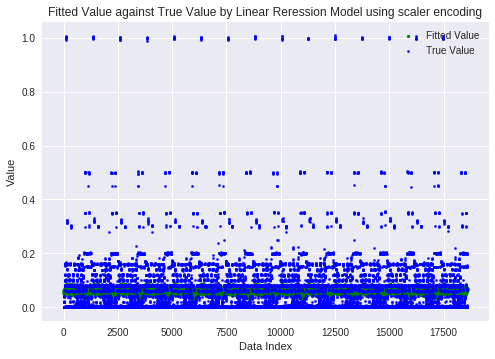 Fitted Value against True Value by Linear Reression Model using scaler encoding
Fitted Value
True Value
Value
1.0
0.8
0.6
0.4
0.2
0.0
0
2500
5000
7500
10000
12500
15000
17500
Data Index